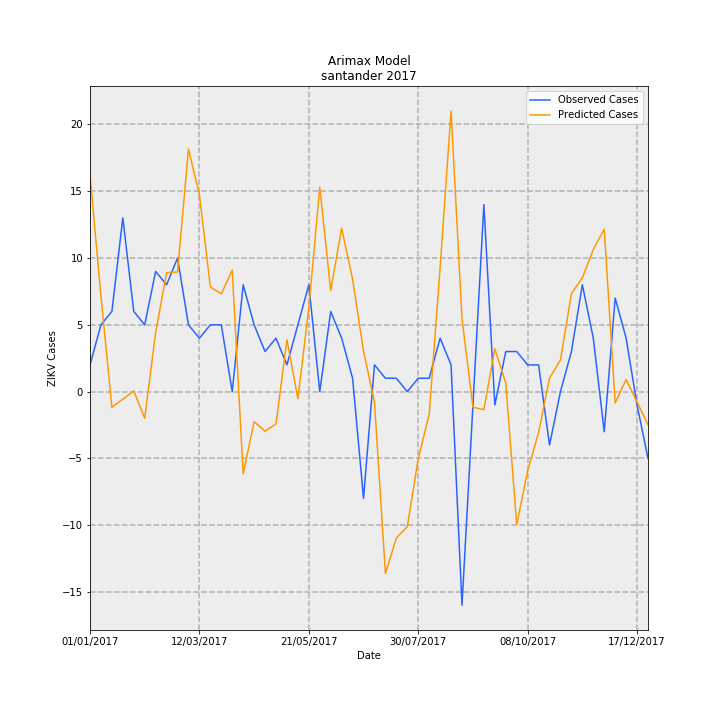 Arimax Model
santander 2017
Observed Cases
Predicted Cases
ZIKV Cases
20
15
10
5
0
−5
−10
−15
01/01/2017
12/03/2017
21/05/2017
30/07/2017
08/10/2017
17/12/2017
Date